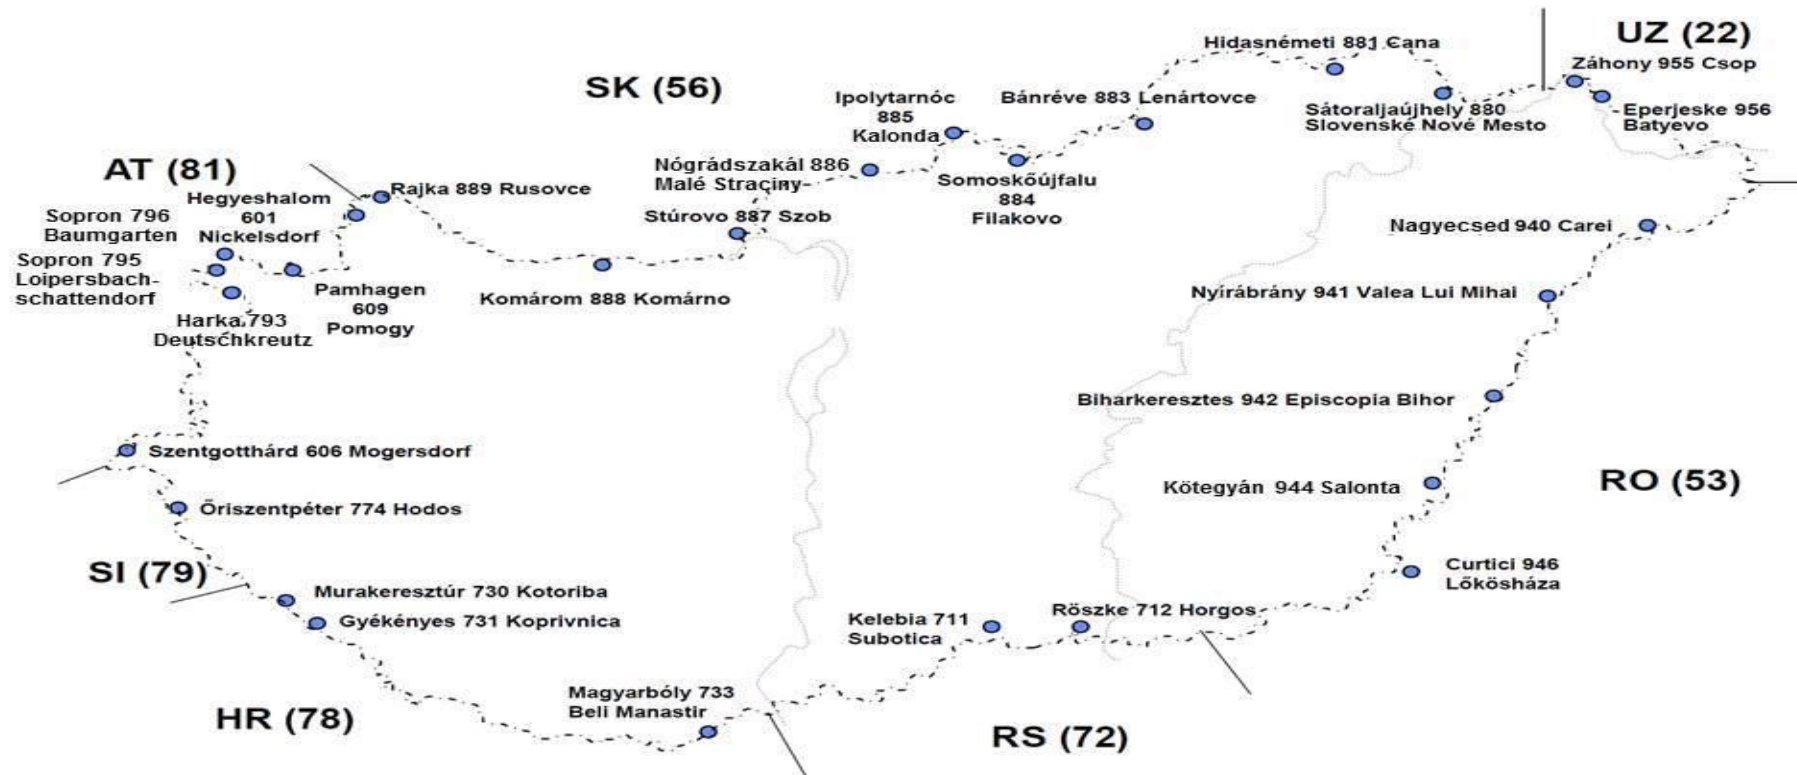 UZ (22)
Hidasnémeti 881 Cana
Záhony 955 Csop
SK (56)
Ipolytarnóc
885
Kalonda
Bánréve 883 Lenártovce
Sátoraljaújhely 880
Slovenské Nové Mesto
Eperjeske 956
Batyevo
AT (81)
Nógrádszakál 886
Malé Straçiny
Somoskőújfalu
884
Filakovo
Rajka 889 Rusovce
Hegyeshalom
601
Nickelsdorf
Sopron 796
Baumgarten
Stúrovo 887 Szob
Nagyecsed 940 Carei
Sopron 795
Loipersbach-
schattendorf
Pamhagen
609
Pomogy
Komárom 888 Komárno
Nyírábrány 941 Valea Lui Mihai
Harka 793
Deutschkreutz
Biharkeresztes 942 Episcopia Bihor
Szentgotthárd 606 Mogersdorf
Kötegyán 944 Salonta
RO (53)
Őriszentpéter 774 Hodos
SI (79)
Curtici 946
Lőkösháza
Murakeresztúr 730 Kotoriba
Gyékényes 731 Koprivnica
Kelebia 711
Subotica
Röszke 712 Horgos
HR (78)
Magyarbóly 733
Beli Manastir
RS (72)